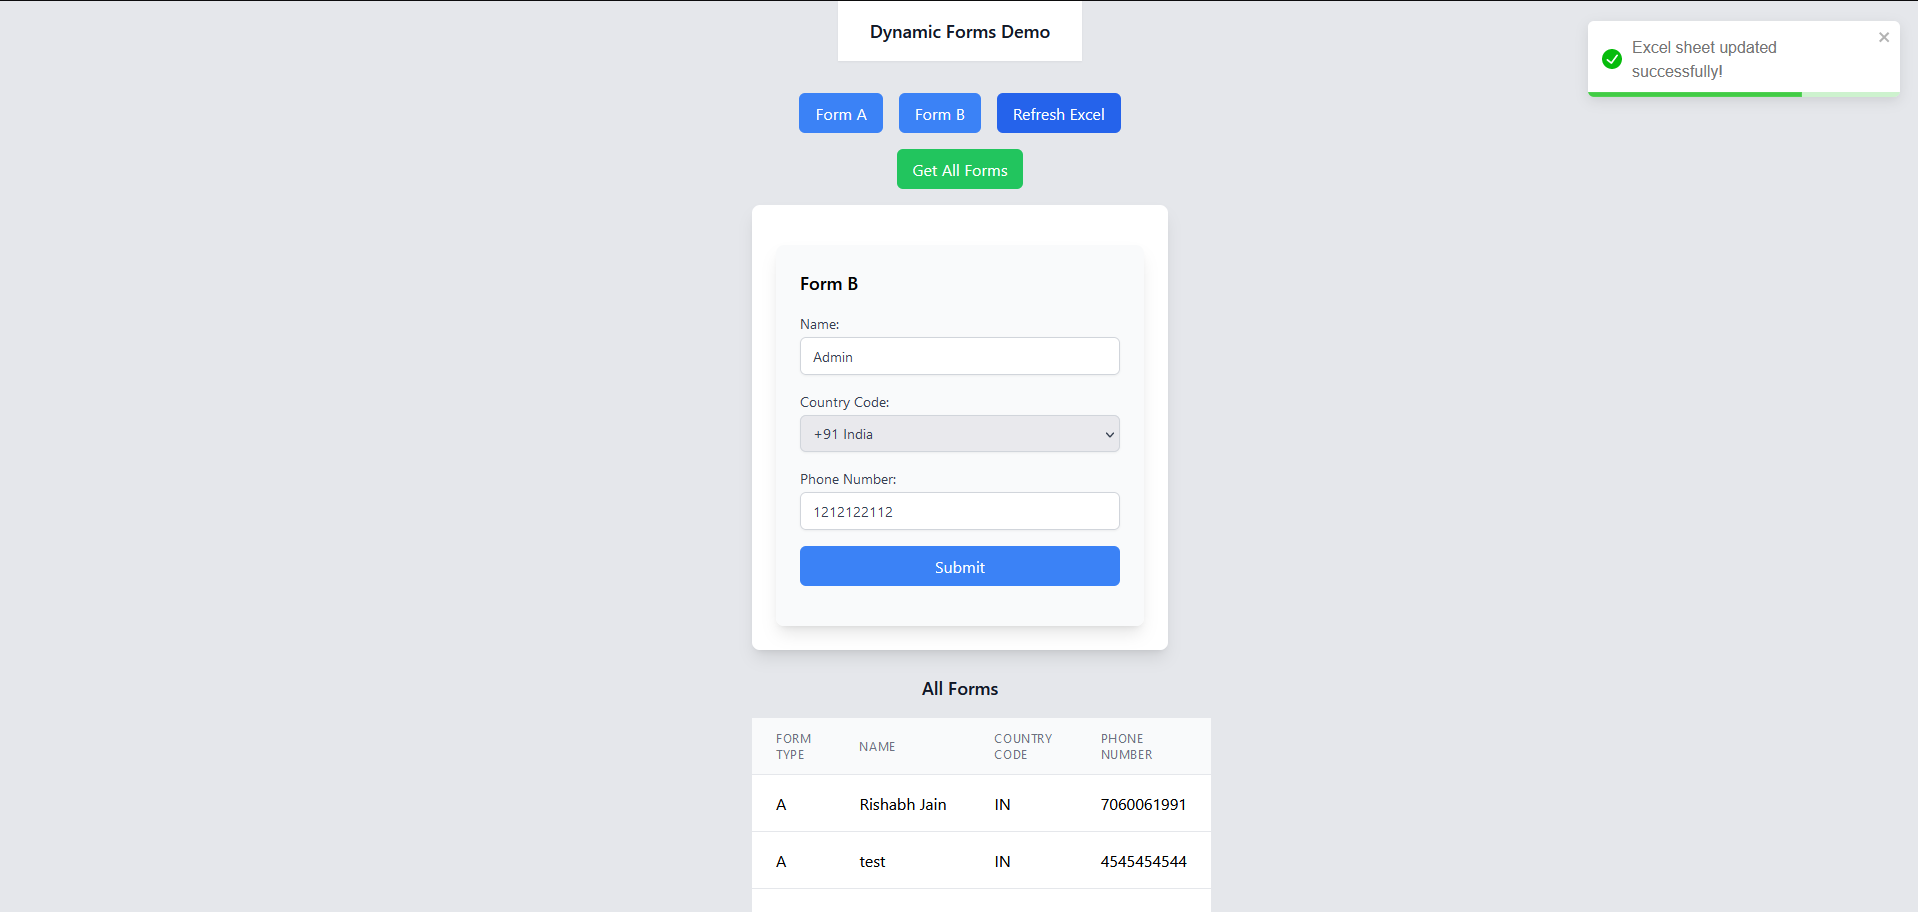 Dynamic Forms Demo
Excel sheet updated
successfully!
Form A
Form B
Refresh Excel
Get All Forms
Form B
Name:
Admin
Country Code:
+91 India
Phone Number:
1212122112
Submit
All Forms
FORM TYPE NAME COUNTRY CODE PHONE NUMBER
A Rishabh Jain IN 7060061991
A test IN 4545454544